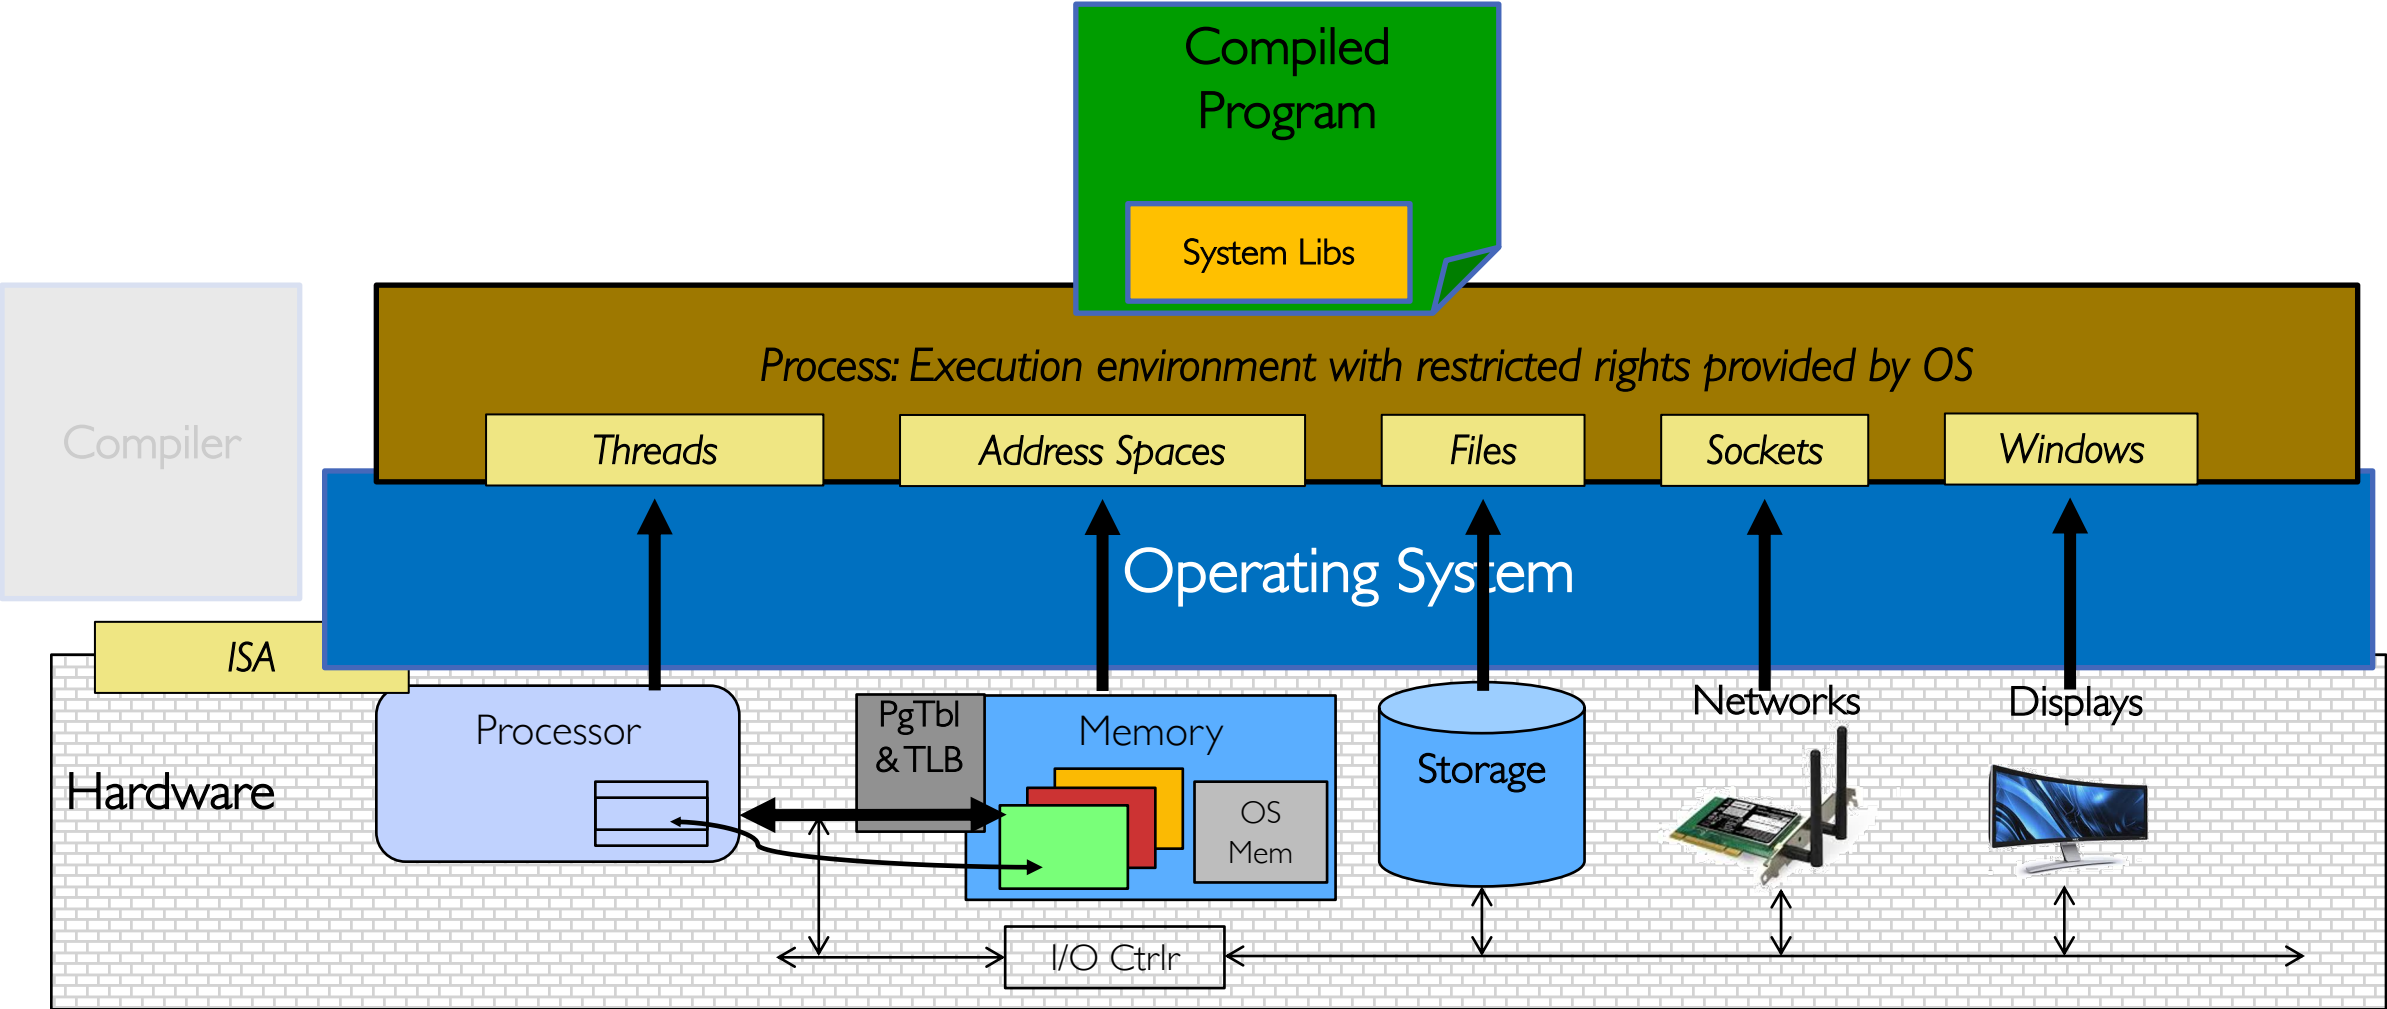 Compiled
Program
System Libs
Process: Execution environment with restricted rights provided by OS
Compiler
Threads
Address Spaces
Files
Sockets
Windows
Operating System
ISA
Hardware
Processor
PgTbl
& TLB
Memory
OS
Mem
Storage
Networks
Displays
I/O Ctrlr